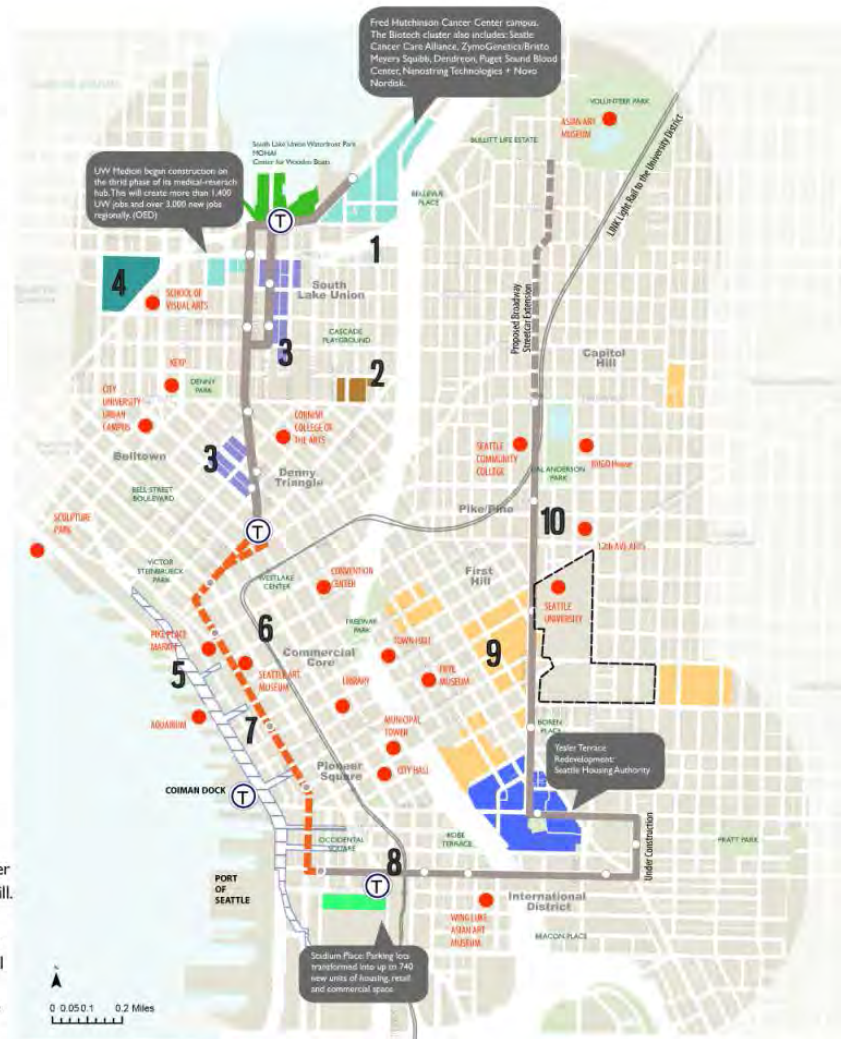 Fred Hutchinson Cancer Center campus.
The Biotech cluster also includes: Seatle
Cancer Care Alliance, ZymoGenetics/Britto
Meyers Squibb, Dendreon, Puget Sound Blood
Center, Nanostring Technologies + Novo
Nordisk.
VOLUNTEER PARK
ASIAN ART
MUSEUM
BULLITT LIFE ESTATE
LINK Light Rail to the University District
South Lake Union Waterfront Park
MOHAI
Center for Wooden Boats
UW Medicin began construction on
the thrid phase of its medical-reserach
hub. This will create more than 1,400
UW jobs and over 3,000 new jobs
regionally. (OED)
BELLEVUE
PLACE
T
1
4
South
Lake Union
SCHOOL OF
VISUAL ARTS
Proposed Broadway
Streetcar Extension
CASCADE
PLAYGROUND
3
Capitol
Hill
KEXP
DENNY
PARK
2
CITY
UNIVERSITY
URBAN
CAMPUS
CORNISH
COLLEGE OF
THE ARTS
Belltown
3
SEATTLE
COMMUNITY
COLLEGE
HUGO House
CAL ANDERSON
PARK
Denny
Triangle
BELL STREET
BOULEVARD
Pike/Pine
SCULPTURE
PARK
10
T
12th AVE ARTS
VICTOR
STEINBRUECK
PARK
WESTLAKE
CENTER
CONVENTION
CENTER
First
Hill
SEATTLE
UNIVERSITY
FREEWAY
PARK
6
PIKE PLACE
MARKET
Commercial
Core
TOWN HALL
9
5
SEATTLE ART
MUSEUM
FRYE
MUSEUM
LIBRARY
AQUARIUM
7
MUNICIPAL
TOWER
BOREN
PLACE
Pioneer
Square
CITY HALL
Yesler Terrace
Redevelopment:
Seattle Housing Authority
COLMAN DOCK
T
OCCIDENTAL
SQUARE
KOBE
TERRACE
PRATT PARK
Under Construction
er
ill.
8
PORT
OF
SEATTLE
T
International
District
WING LUKE
ASIAN ART
MUSEUM
BEACON PLACE
Stadium Place: Parking lots
transformed into up to 740
new units of housing, retail
and commercial space.
0 0.05 0.1 0.2 Miles